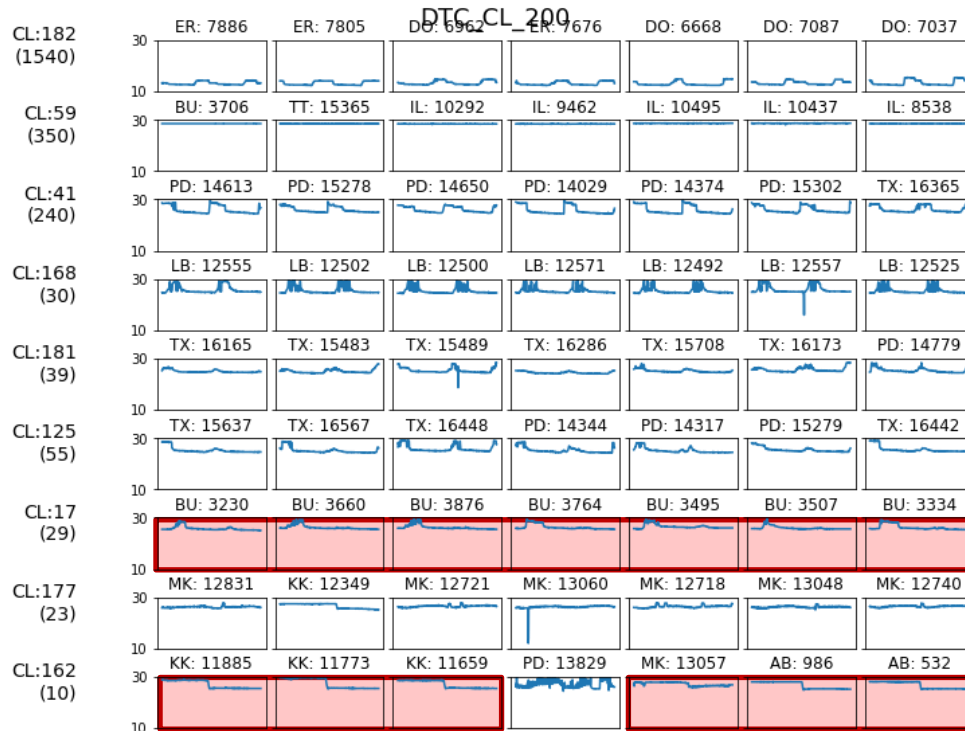 DTC_CL_200
CL:182
(1540)
30
10
ER: 7886 ER: 7805 DO: 6962 ER: 7676 DO: 6668 DO: 7087 DO: 7037
CL:59
(350)
30
10
BU: 3706 TT: 15365 IL: 10292 IL: 9462 IL: 10495 IL: 10437 IL: 8538
CL:41
(240)
30
10
PD: 14613 PD: 15278 PD: 14650 PD: 14029 PD: 14374 PD: 15302 TX: 16365
CL:168
(30)
30
10
LB: 12555 LB: 12502 LB: 12500 LB: 12571 LB: 12492 LB: 12557 LB: 12525
CL:181
(39)
30
10
TX: 16165 TX: 15483 TX: 15489 TX: 16286 TX: 15708 TX: 16173 PD: 14779
CL:125
(55)
30
10
TX: 15637 TX: 16567 TX: 16448 PD: 14344 PD: 14317 PD: 15279 TX: 16442
CL:17
(29)
30
10
BU: 3230 BU: 3660 BU: 3876 BU: 3764 BU: 3495 BU: 3507 BU: 3334
CL:177
(23)
30
10
MK: 12831 KK: 12349 MK: 12721 MK: 13060 MK: 12718 MK: 13048 MK: 12740
CL:162
(10)
30
10
KK: 11885 KK: 11773 KK: 11659 PD: 13829 MK: 13057 AB: 986 AB: 532